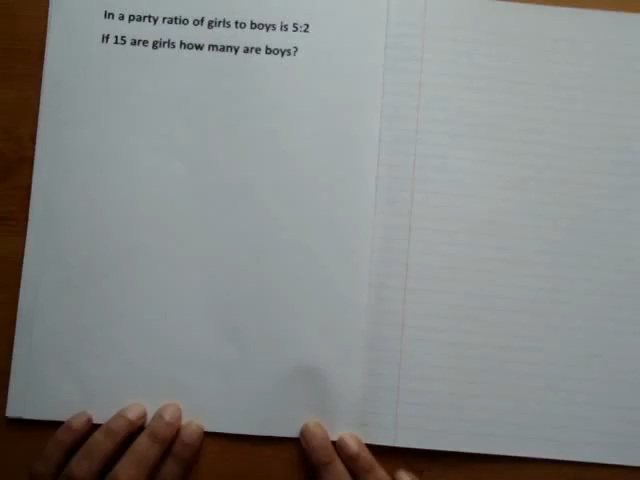 In a party ratio of girls to boys is 5:2
If 15 are girls how many are boys?